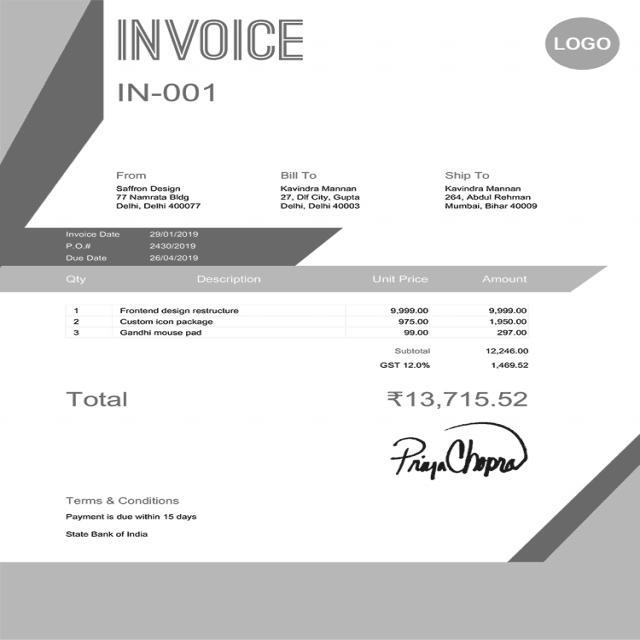 INVOICE
LOGO
IN-001
From
Saffron Design
77 Namrata Bldg
Delhi, Delhi 400077
Bill To
Kavindra Mannan
27, Dlf City, Gupta
Delhi, Delhi 40003
Ship To
Kavindra Mannan
264, Abdul Rehman
Mumbai, Bihar 40009
Invoice Date 29/01/2019
P.O.# 2430/2019
Due Date 26/04/2019
Qty Description Unit Price Amount
1 Frontend design restructure 9,999.00 9,999.00
2 Custom icon package 975.00 1,950.00
3 Gandhi mouse pad 99.00 297.00
Subtotal 12,246.00
GST 12.0% 1,469.52
Total ₹13,715.52
Priya Chopra
Terms & Conditions
Payment is due within 15 days
State Bank of India